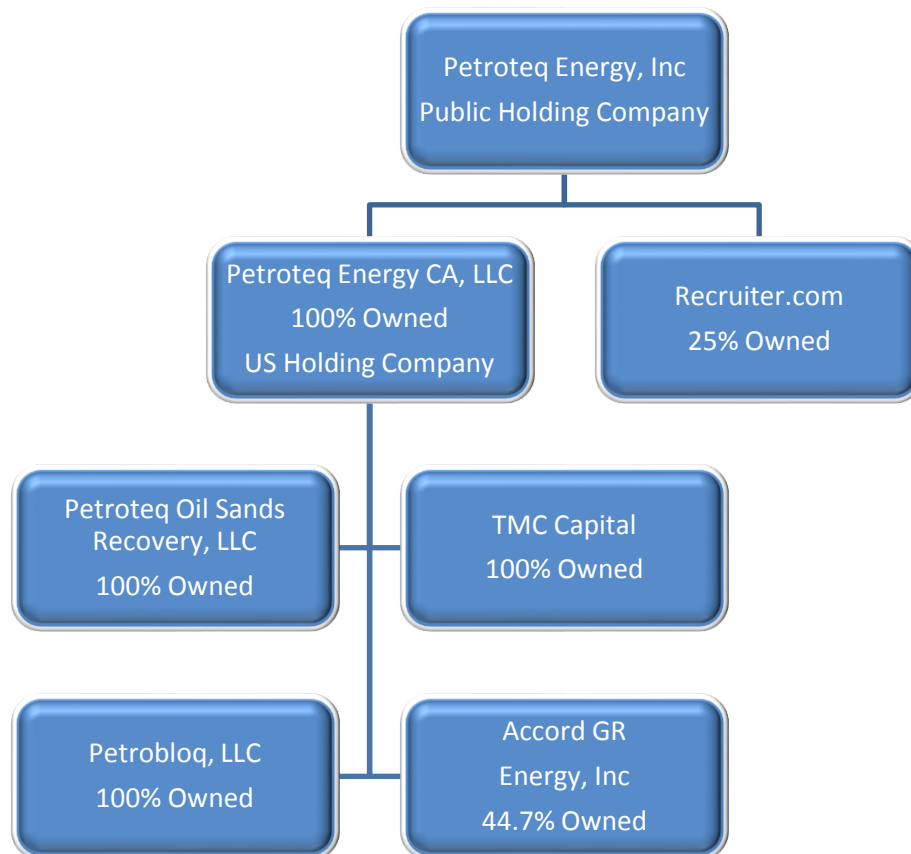 Petroteq Energy, Inc
Public Holding Company
Petroteq Energy CA, LLC
100% Owned
US Holding Company
Recruiter.com
25% Owned
Petroteq Oil Sands
Recovery, LLC
100% Owned
TMC Capital
100% Owned
Petrobloq, LLC
100% Owned
Accord GR
Energy, Inc
44.7% Owned